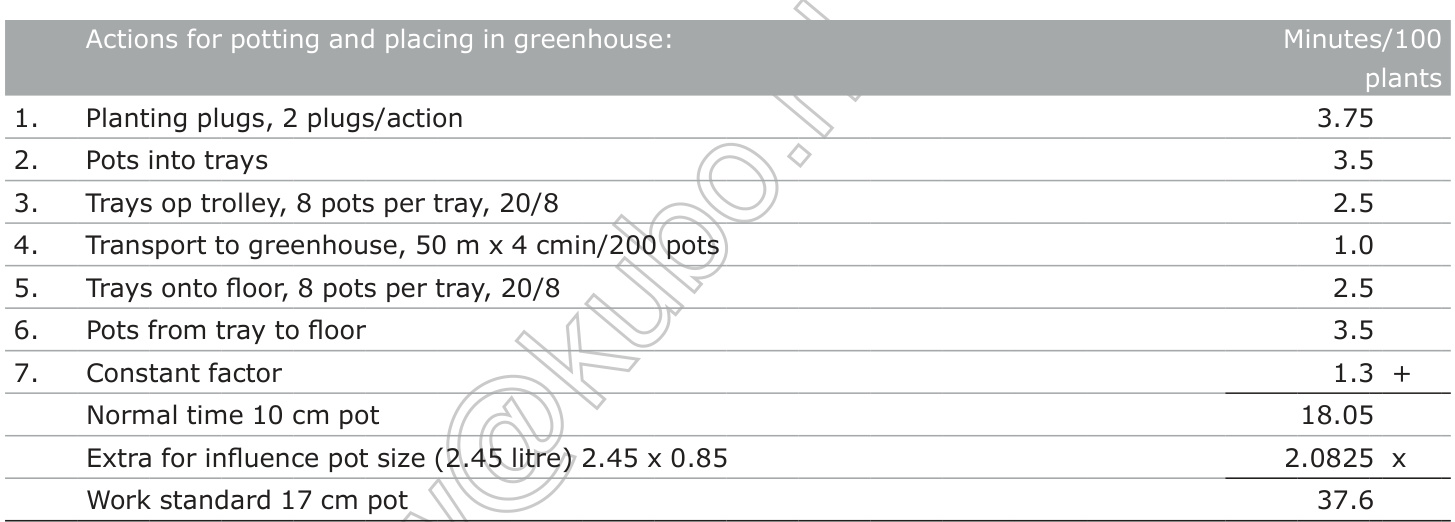 Actions for potting and placing in greenhouse: Minutes/100
plants
1. Planting plugs, 2 plugs/action 3.75
2. Pots into trays 3.5
3. Trays op trolley, 8 pots per tray, 20/8 2.5
4. Transport to greenhouse, 50 m x 4 cmin/200 pots 1.0
5. Trays onto floor, 8 pots per tray, 20/8 2.5
6. Pots from tray to floor 3.5
7. Constant factor 1.3 +
Normal time 10 cm pot 18.05
Extra for influence pot size (2.45 litre) 2.45 x 0.85 2.0825 x
Work standard 17 cm pot 37.6
@kubo.